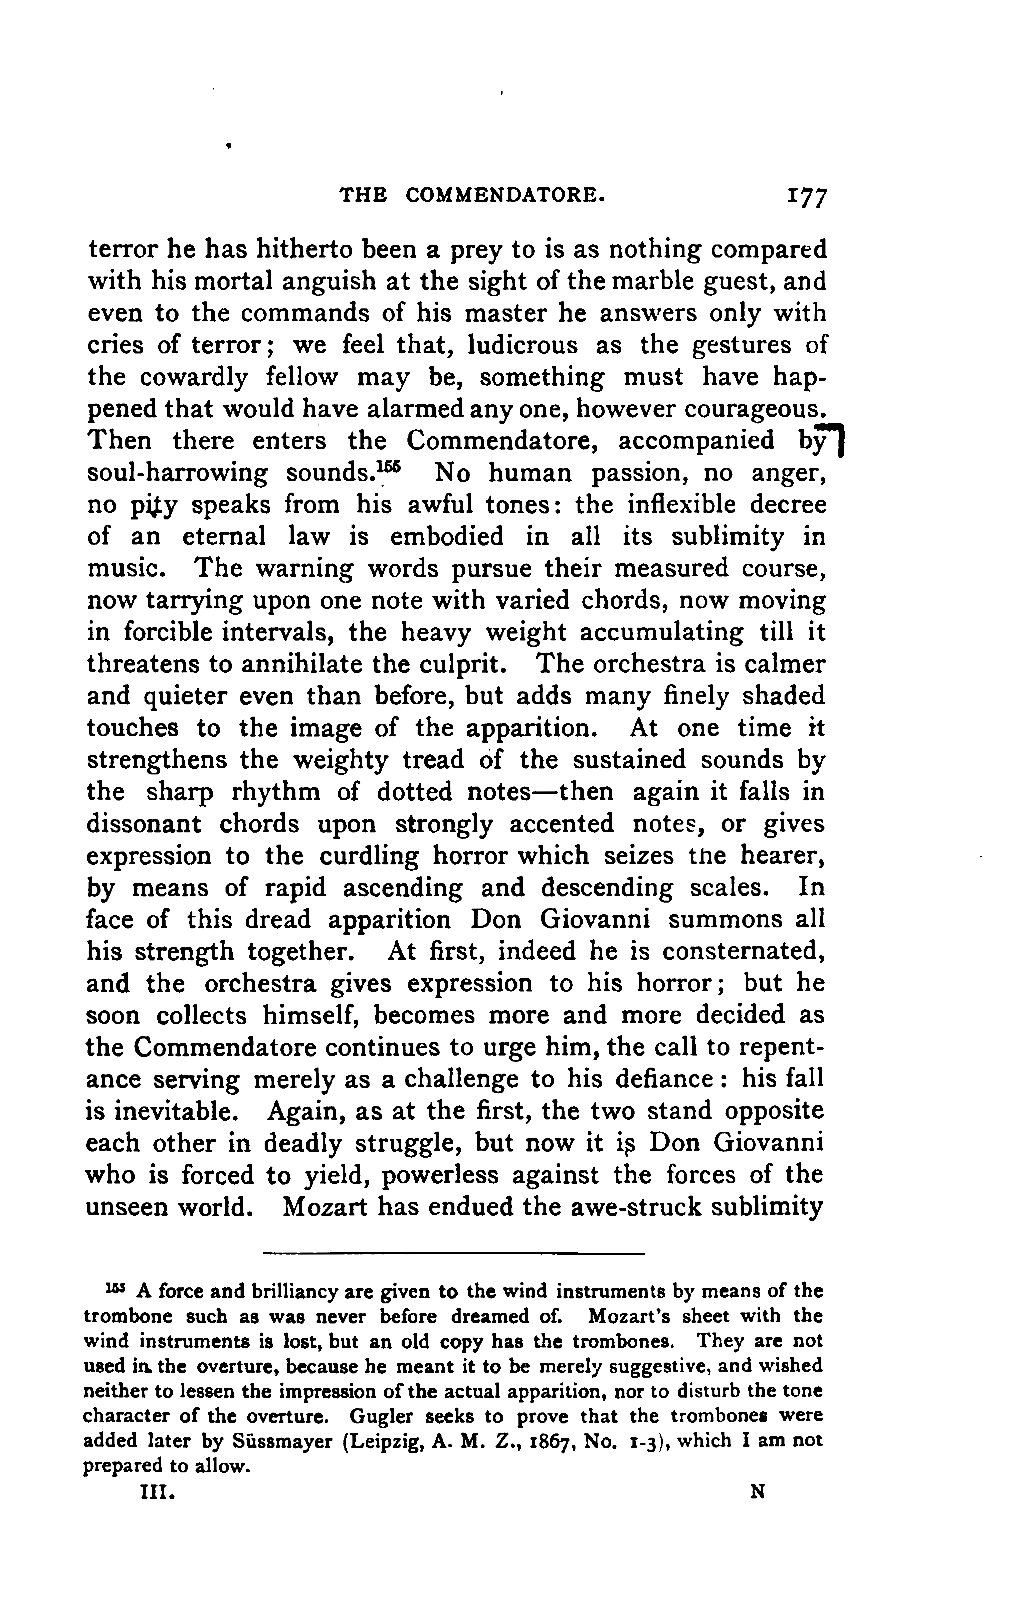 THE COMMENDATORE. 177
terror he has hitherto been a prey to is as nothing compared
with his mortal anguish at the sight of the marble guest, and
even to the commands of his master he answers only with
cries of terror; we feel that, ludicrous as the gestures of
the cowardly fellow may be, something must have hap-
pened that would have alarmed any one, however courageous.
Then there enters the Commendatore, accompanied by
soul-harrowing sounds.¹⁵⁵ No human passion, no anger,
no pity speaks from his awful tones: the inflexible decree
of an eternal law is embodied in all its sublimity in
music. The warning words pursue their measured course,
now tarrying upon one note with varied chords, now moving
in forcible intervals, the heavy weight accumulating till it
threatens to annihilate the culprit. The orchestra is calmer
and quieter even than before, but adds many finely shaded
touches to the image of the apparition. At one time it
strengthens the weighty tread of the sustained sounds by
the sharp rhythm of dotted notes—then again it falls in
dissonant chords upon strongly accented notes, or gives
expression to the curdling horror which seizes the hearer,
by means of rapid ascending and descending scales. In
face of this dread apparition Don Giovanni summons all
his strength together. At first, indeed he is consternated,
and the orchestra gives expression to his horror; but he
soon collects himself, becomes more and more decided as
the Commendatore continues to urge him, the call to repent-
ance serving merely as a challenge to his defiance: his fall
is inevitable. Again, as at the first, the two stand opposite
each other in deadly struggle, but now it is Don Giovanni
who is forced to yield, powerless against the forces of the
unseen world. Mozart has endued the awe-struck sublimity
¹⁵⁵ A force and brilliancy are given to the wind instruments by means of the
trombone such as was never before dreamed of. Mozart's sheet with the
wind instruments is lost, but an old copy has the trombones. They are not
used in the overture, because he meant it to be merely suggestive, and wished
neither to lessen the impression of the actual apparition, nor to disturb the tone
character of the overture. Gugler seeks to prove that the trombones were
added later by Süssmayer (Leipzig, A. M. Z., 1867, No. 1-3), which I am not
prepared to allow.
III. N